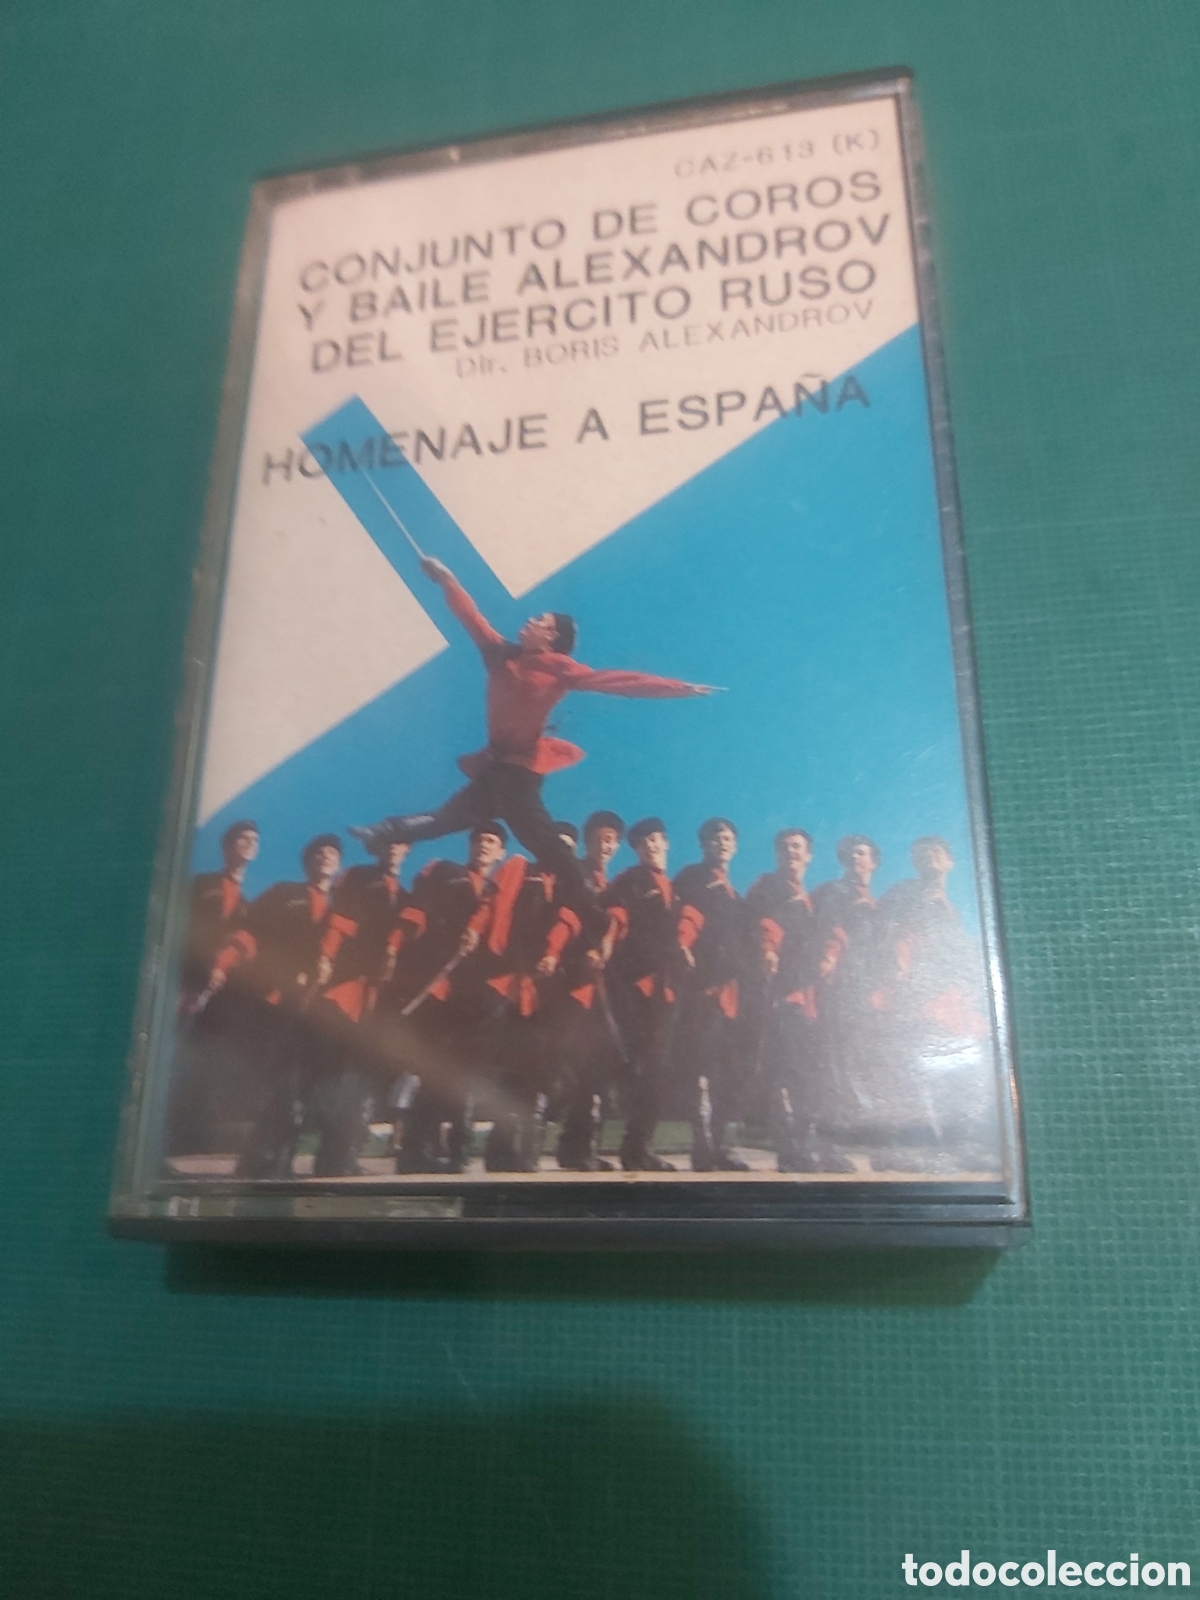 CAZ-613 (K)
CONJUNTO DE COROS
Y BAILE ALEXANDROV
DEL EJERCITO RUSO
Dir. BORIS ALEXANDROV
HOMENAJE A ESPAÑA
todocoleccion